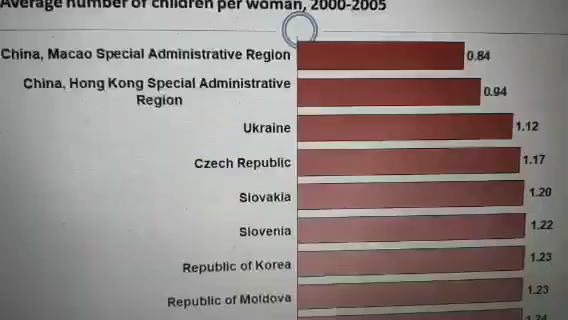 Average number of children per woman, 2000-2005
China, Macao Special Administrative Region 0.84
China, Hong Kong Special Administrative
Region 0.94
Ukraine 1.12
Czech Republic 1.17
Slovakia 1.20
Slovenia 1.22
Republic of Korea 1.23
Republic of Moldova 1.23
1.24